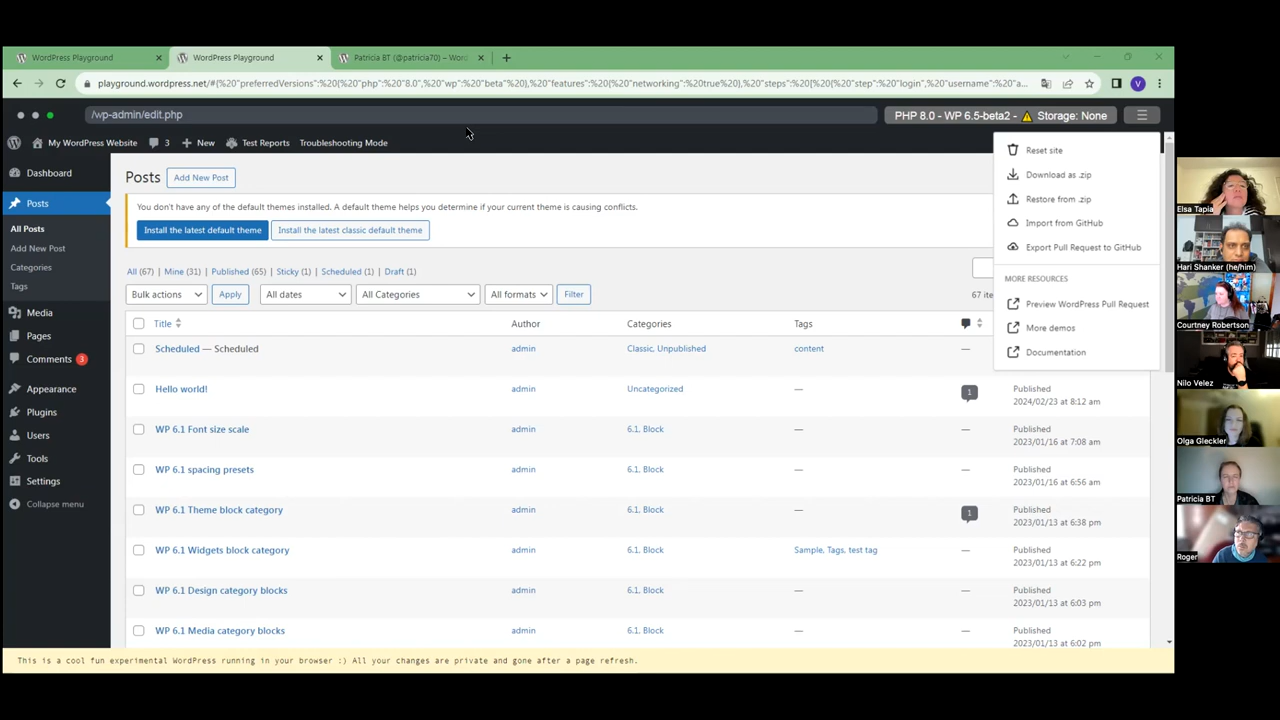 WordPress Playground
WordPress Playground
Patricia BT (@patricia70) – Wor
playground.wordpress.net/#{%20"preferredVersions":%20{%20"php":%20"8.0",%20"wp":%20"beta"},%20"features":%20{%20"networking":%20true},%20"steps":%20[{%20"step":%20"login",%20"username":%20"a...
V
/wp-admin/edit.php
PHP 8.0 - WP 6.5-beta2 - Storage: None
My WordPress Website
3
New
Test Reports
Troubleshooting Mode
Reset site
Download as .zip
Restore from .zip
Import from GitHub
Export Pull Request to GitHub
MORE RESOURCES
Preview WordPress Pull Request
More demos
Documentation
Dashboard
Posts
All Posts
Add New Post
Categories
Tags
Media
Pages
Comments 3
Appearance
Plugins
Users
Tools
Settings
Collapse menu
Posts
Add New Post
You don't have any of the default themes installed. A default theme helps you determine if your current theme is causing conflicts.
Install the latest default theme
Install the latest classic default theme
All (67) | Mine (31) | Published (65) | Sticky (1) | Scheduled (1) | Draft (1)
Bulk actions
Apply
All dates
All Categories
All formats
Filter
67 ite
Title
Author
Categories
Tags
Scheduled — Scheduled
admin
Classic, Unpublished
content
—
Hello world!
admin
Uncategorized
—
1
Published
2024/02/23 at 8:12 am
WP 6.1 Font size scale
admin
6.1, Block
—
—
Published
2023/01/16 at 7:08 am
WP 6.1 spacing presets
admin
6.1, Block
—
—
Published
2023/01/16 at 6:56 am
WP 6.1 Theme block category
admin
6.1, Block
—
1
Published
2023/01/13 at 6:38 pm
WP 6.1 Widgets block category
admin
6.1, Block
Sample, Tags, test tag
—
Published
2023/01/13 at 6:22 pm
WP 6.1 Design category blocks
admin
6.1, Block
—
—
Published
2023/01/13 at 6:03 pm
WP 6.1 Media category blocks
admin
6.1, Block
—
—
Published
2023/01/13 at 6:02 pm
This is a cool fun experimental WordPress running in your browser :) All your changes are private and gone after a page refresh.
Elsa Tapia
Hari Shanker (he/him)
Courtney Robertson
Nilo Velez
Olga Gleckler
Patricia BT
Roger